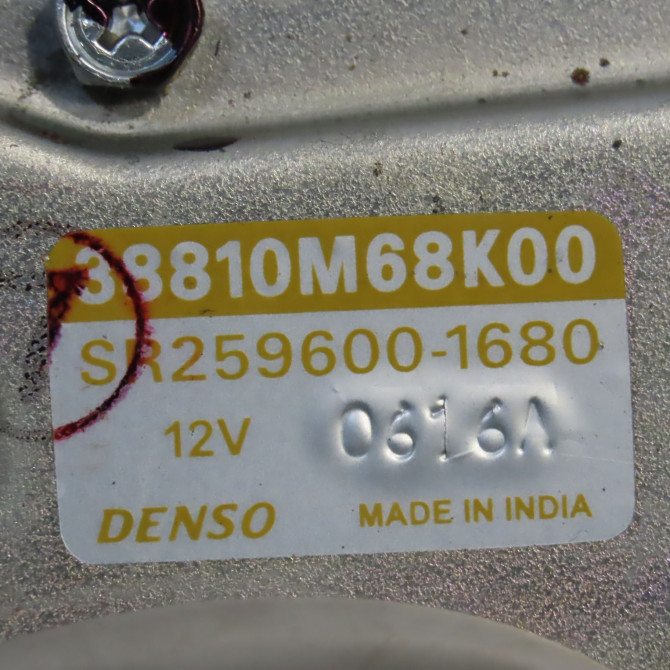 38810M68K00
SR259600-1680
12V 0616A
DENSO MADE IN INDIA